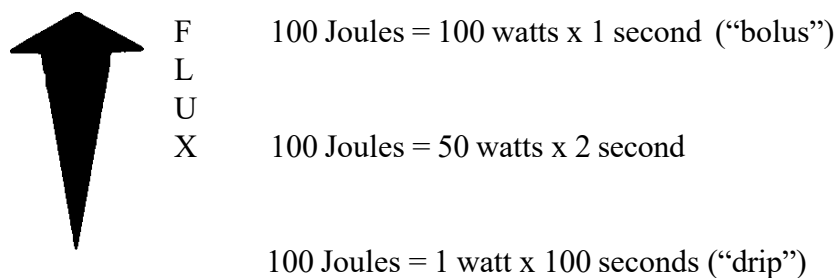 F 100 Joules = 100 watts x 1 second (“bolus”)
L
U
X 100 Joules = 50 watts x 2 second
100 Joules = 1 watt x 100 seconds (“drip”)